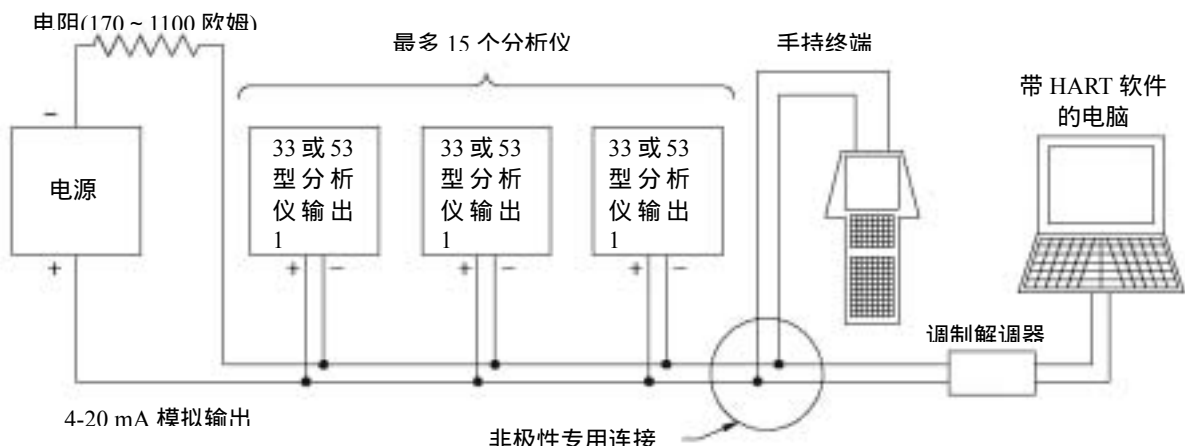 电阻(170 ~ 1100 欧姆)
最多 15 个分析仪
手持终端
带 HART 软件
的电脑
−
电源
+
33 或 53
型分析
仪输出
1
+ −
33 或 53
型分析
仪输出
1
+ −
33 或 53
型分析
仪输出
1
+ −
调制解调器
4-20 mA 模拟输出
非极性专用连接